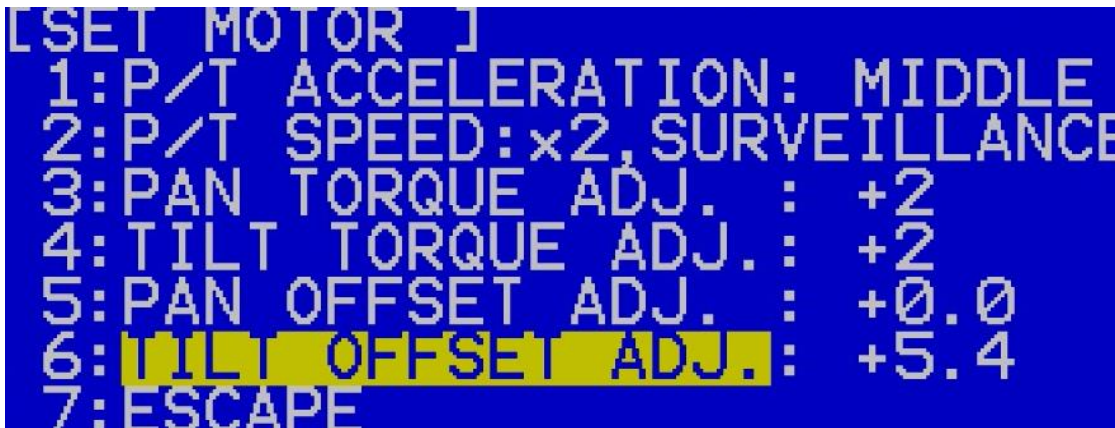 [SET MOTOR ]
1:P/T ACCELERATION: MIDDLE
2:P/T SPEED:x2,SURVEILLANCE
3:PAN TORQUE ADJ. : +2
4:TILT TORQUE ADJ.: +2
5:PAN OFFSET ADJ. : +0.0
6:TILT OFFSET ADJ.: +5.4
7:ESCAPE